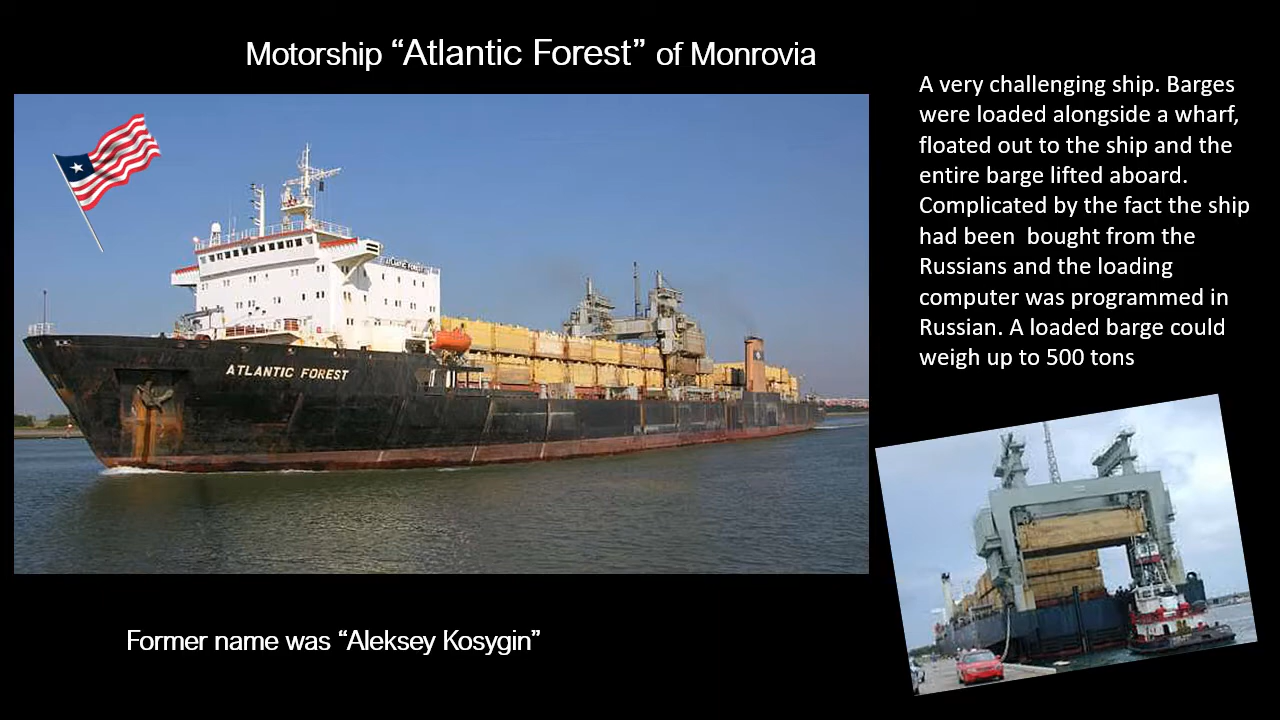 Motorship “Atlantic Forest” of Monrovia
A very challenging ship. Barges
were loaded alongside a wharf,
floated out to the ship and the
entire barge lifted aboard.
Complicated by the fact the ship
had been  bought from the
Russians and the loading
computer was programmed in
Russian. A loaded barge could
weigh up to 500 tons
ATLANTIC FOREST
ATLANTIC FOREST
Former name was “Aleksey Kosygin”